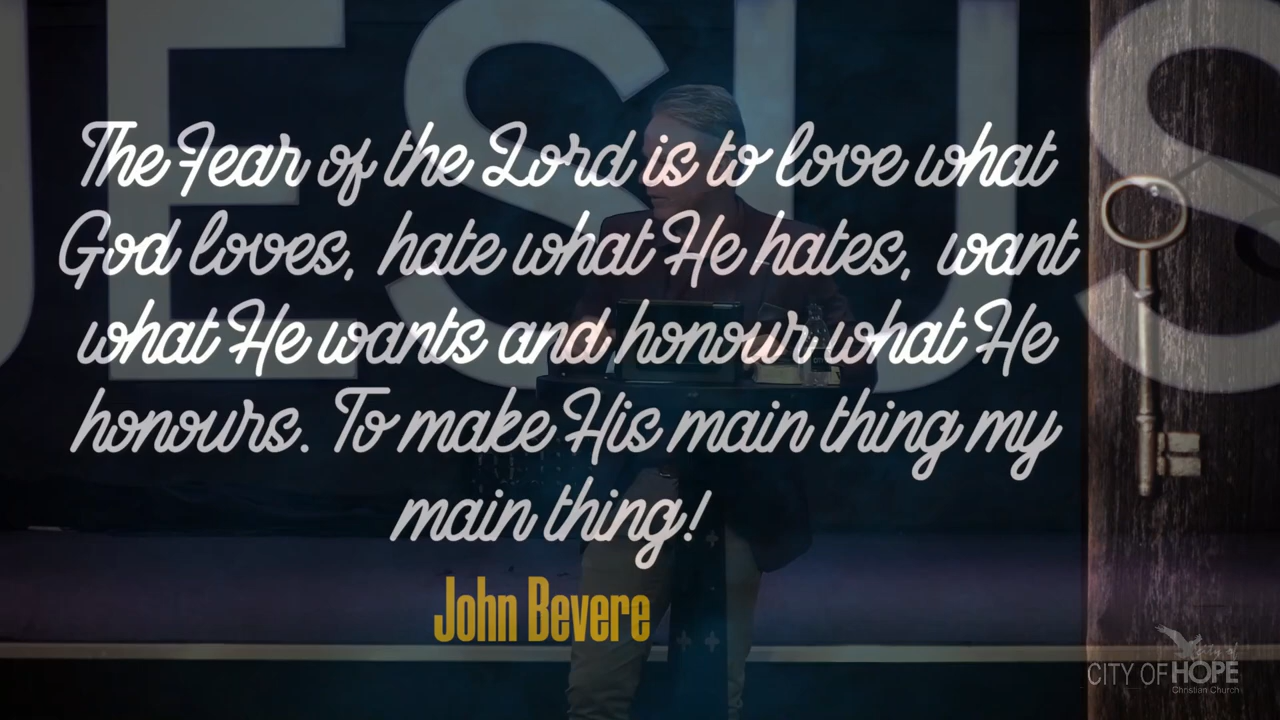 JESUS
The Fear of the Lord is to love what
God loves, hate what He hates, want
what He wants and honour what He
honours. To make His main thing my
main thing!
John Bevere
City of
CITY OF HOPE
Christian Church